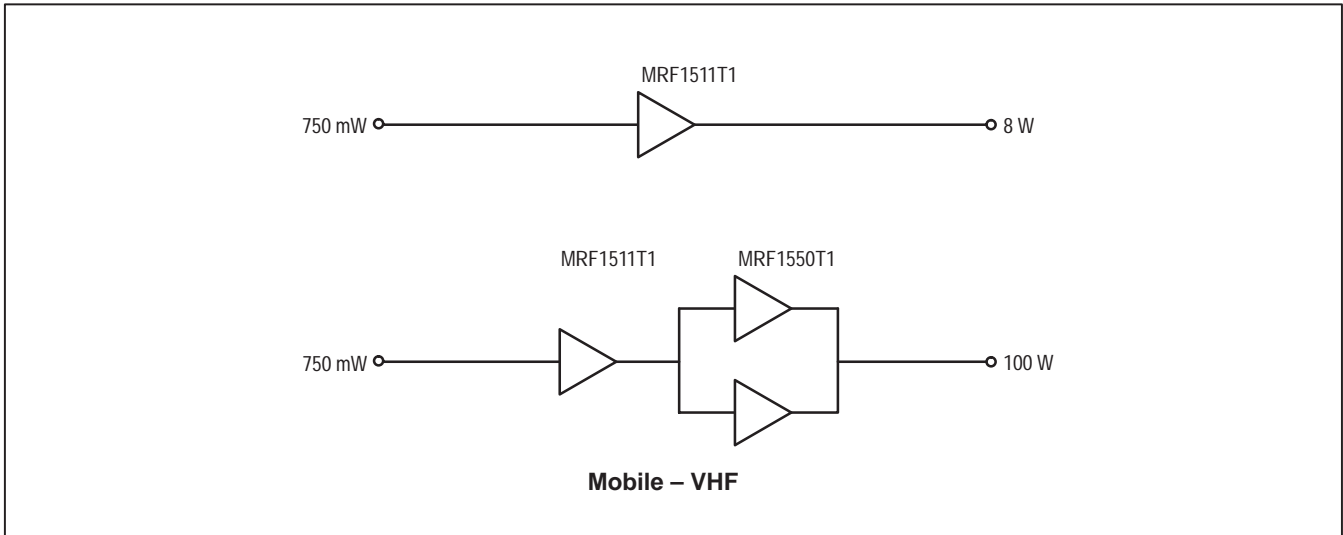 MRF1511T1
750 mW
8 W
MRF1511T1
MRF1550T1
750 mW
100 W
Mobile – VHF